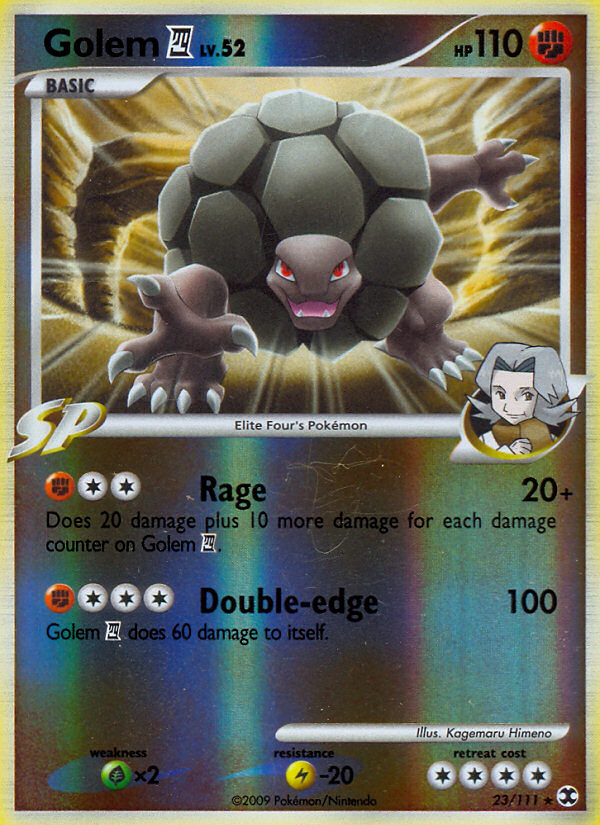 Golem 四 LV.52 HP 110
BASIC
SP
Elite Four's Pokémon
Rage 20+
Does 20 damage plus 10 more damage for each damage
counter on Golem 四.
Double-edge 100
Golem 四 does 60 damage to itself.
Illus. Kagemaru Himeno
weakness resistance retreat cost
×2 -20
©2009 Pokémon/Nintendo 23/111 ★